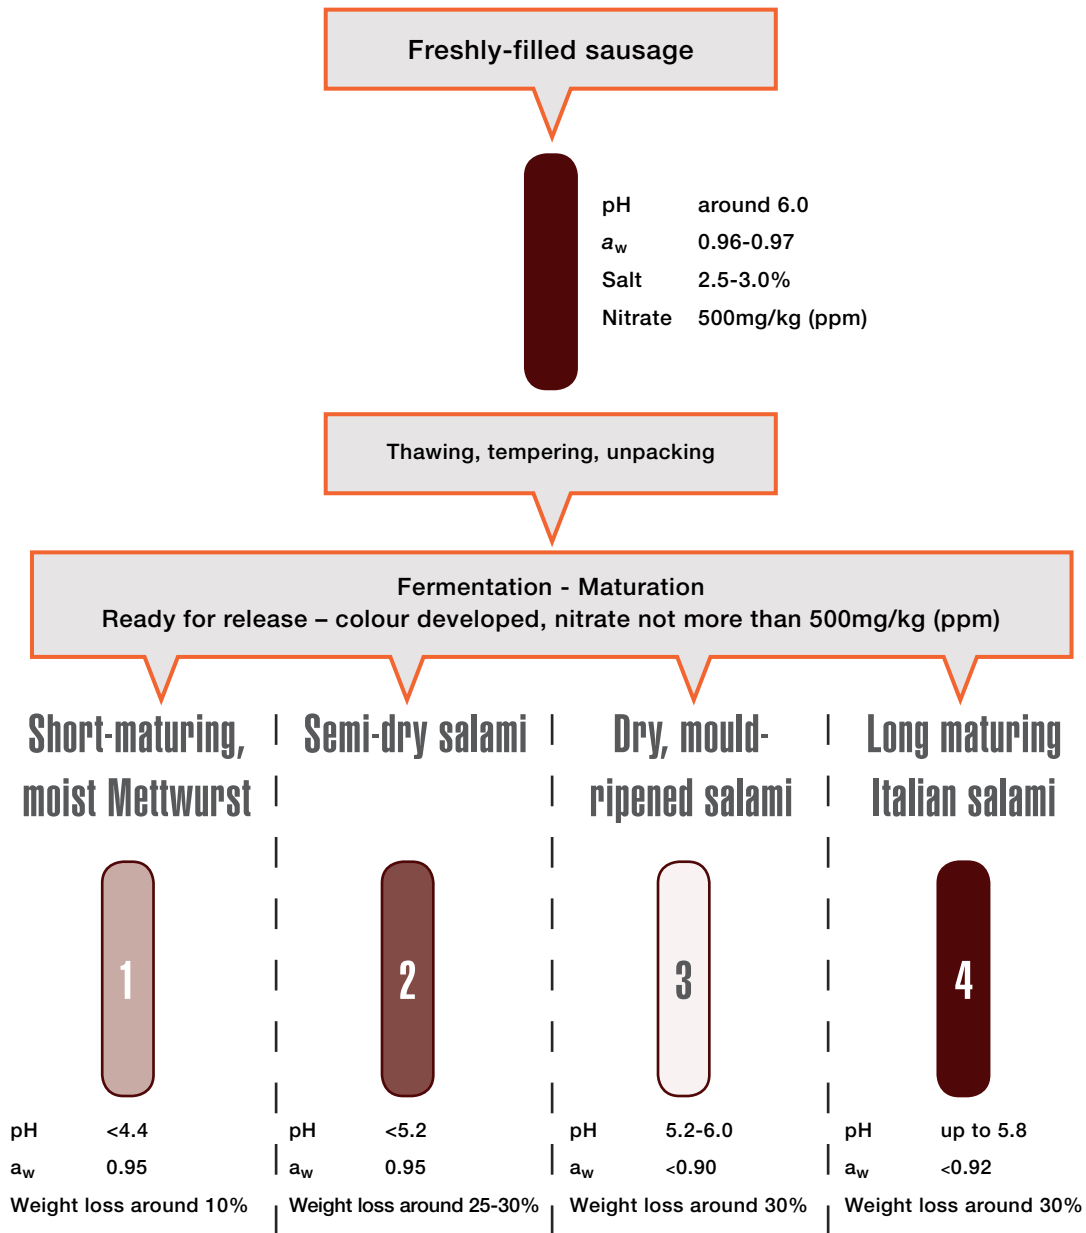 Freshly-filled sausage
pH around 6.0
aw 0.96-0.97
Salt 2.5-3.0%
Nitrate 500mg/kg (ppm)
Thawing, tempering, unpacking
Fermentation - Maturation
Ready for release – colour developed, nitrate not more than 500mg/kg (ppm)
Short-maturing,
moist Mettwurst
1
pH <4.4
aw 0.95
Weight loss around 10%
Semi-dry salami
2
pH <5.2
aw 0.95
Weight loss around 25-30%
Dry, mould-
ripened salami
3
pH 5.2-6.0
aw <0.90
Weight loss around 30%
Long maturing
Italian salami
4
pH up to 5.8
aw <0.92
Weight loss around 30%